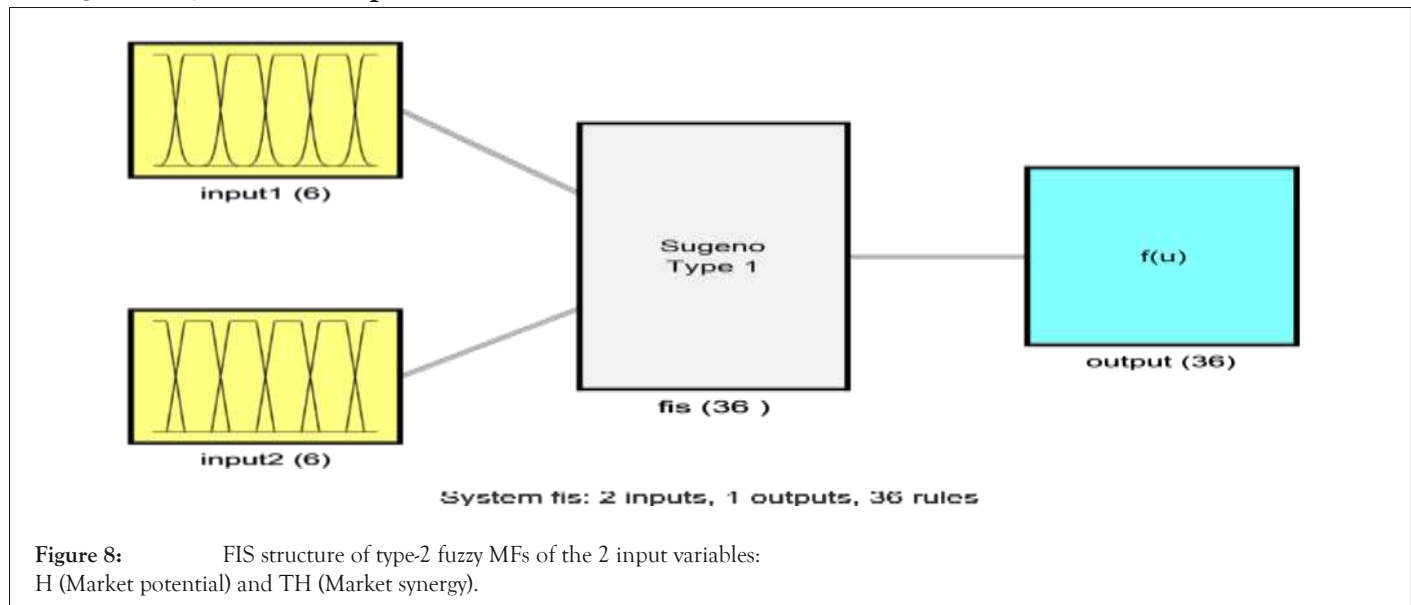 input1 (6)
Sugeno
Type 1
f(u)
output (36)
fis (36 )
input2 (6)
System fis: 2 inputs, 1 outputs, 36 rules
Figure 8: FIS structure of type-2 fuzzy MFs of the 2 input variables:
H (Market potential) and TH (Market synergy).